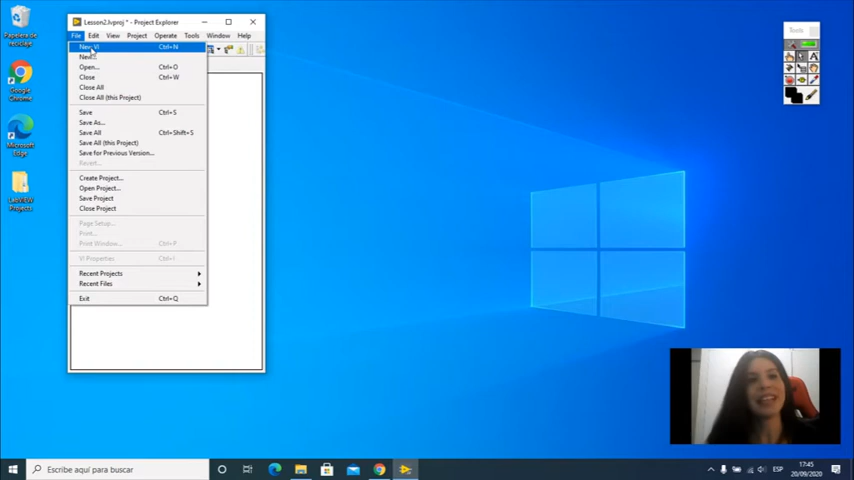 Papelera de
reciclaje
Google
Chrome
Microsoft
Edge
LabVIEW
Projects
Lesson2.lvproj * - Project Explorer
File Edit View Project Operate Tools Window Help
New VI Ctrl+N
New...
Open... Ctrl+O
Close Ctrl+W
Close All
Close All (this Project)
Save Ctrl+S
Save As...
Save All Ctrl+Shift+S
Save All (this Project)
Save for Previous Version...
Revert...
Create Project...
Open Project...
Save Project
Close Project
Page Setup...
Print...
Print Window... Ctrl+P
VI Properties Ctrl+I
Recent Projects
Recent Files
Exit Ctrl+Q
Tools
Escribe aquí para buscar
ESP
17:45
20/09/2020